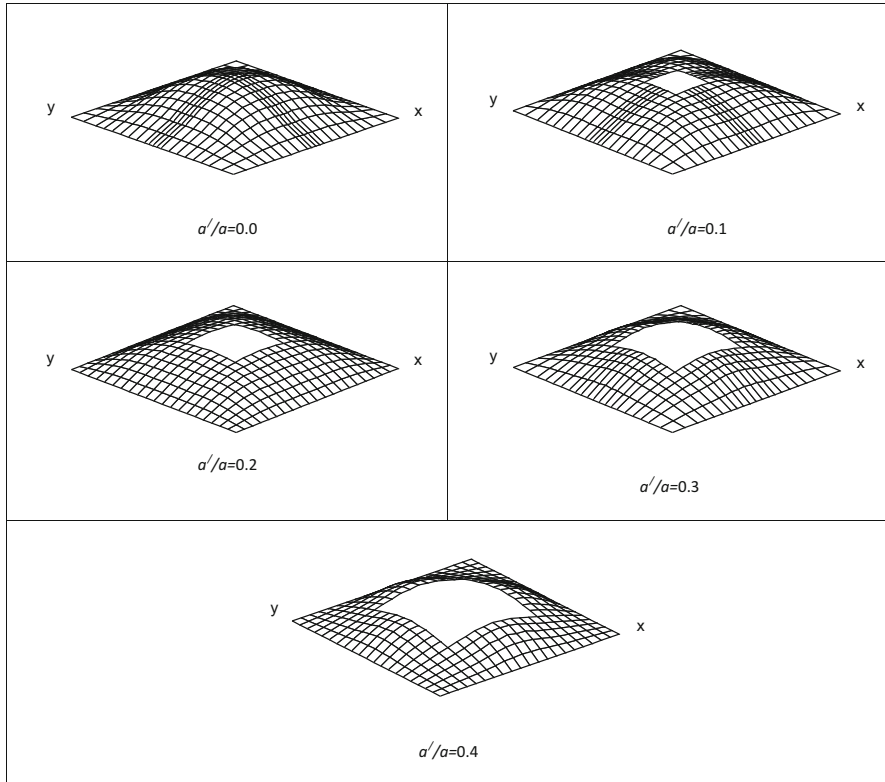 y x
a′/a=0.0
y x
a′/a=0.1
y x
a′/a=0.2
y x
a′/a=0.3
y x
a′/a=0.4